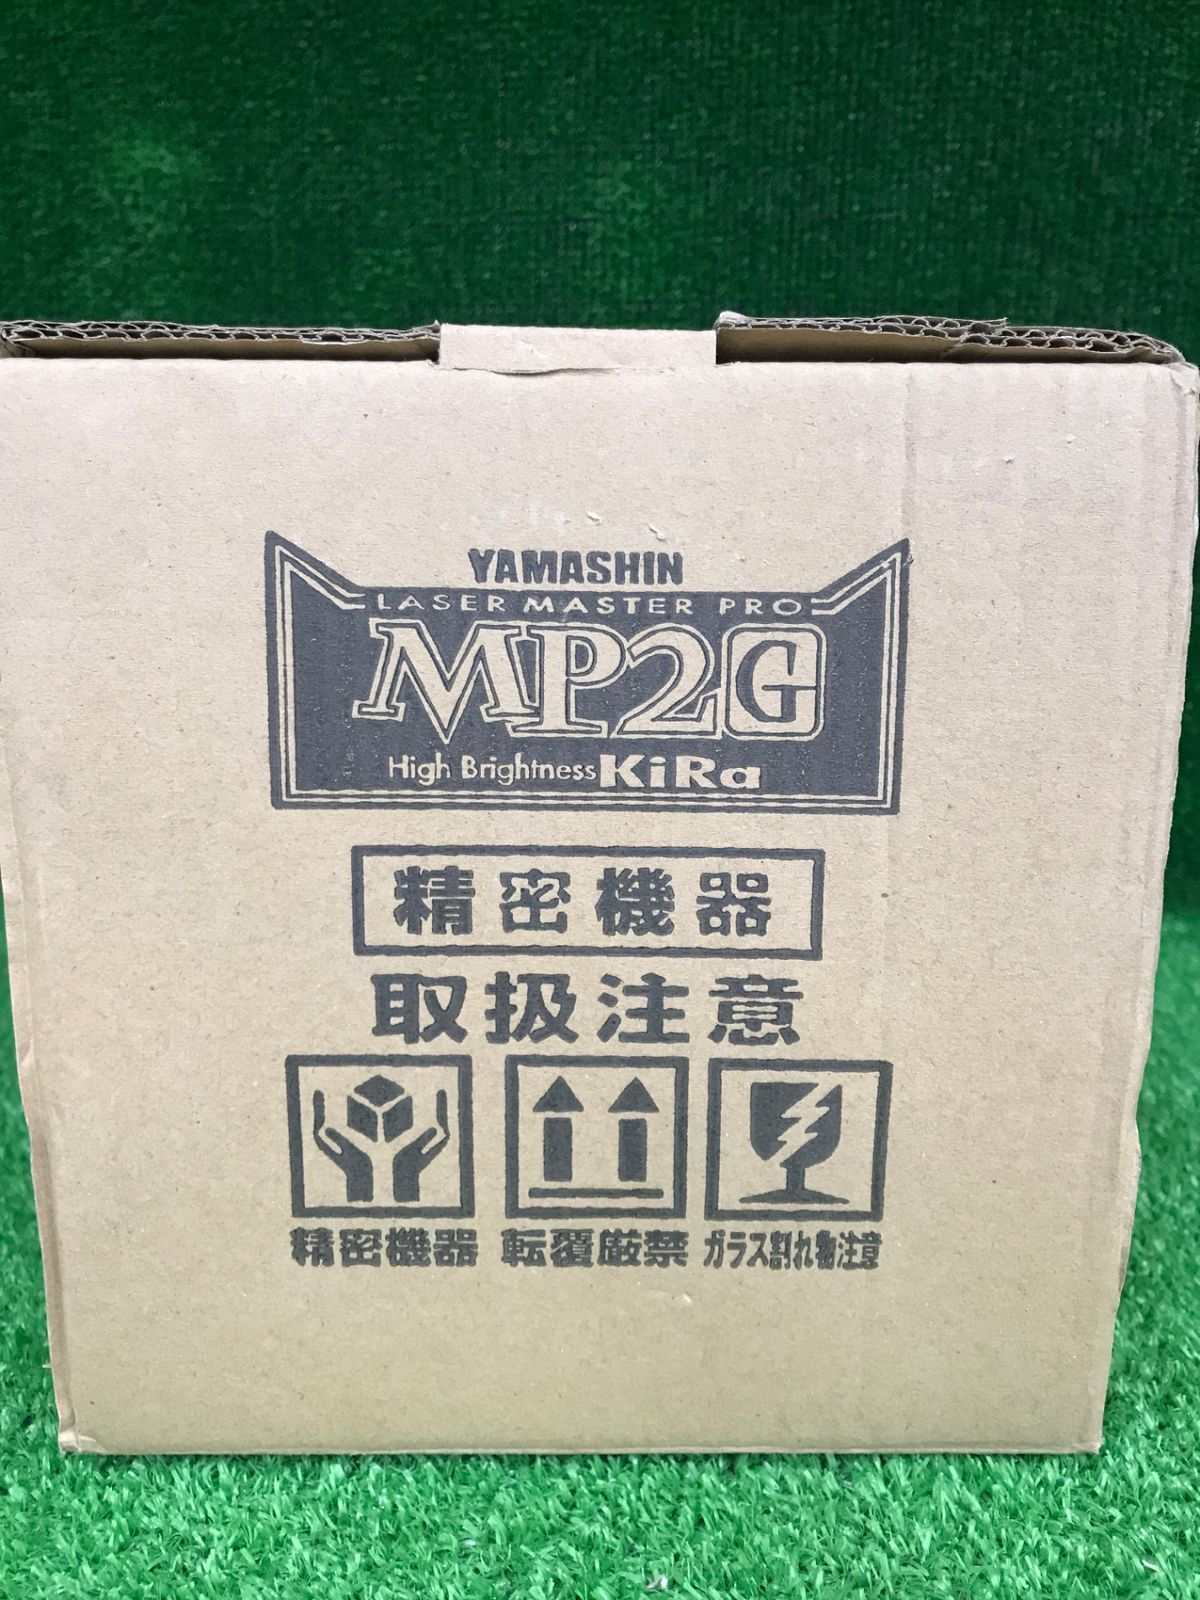 YAMASHIN
LASER MASTER PRO
MP2G
High Brightness KiRa
精密機器
取扱注意
精密機器 転覆厳禁 ガラス割れ物注意